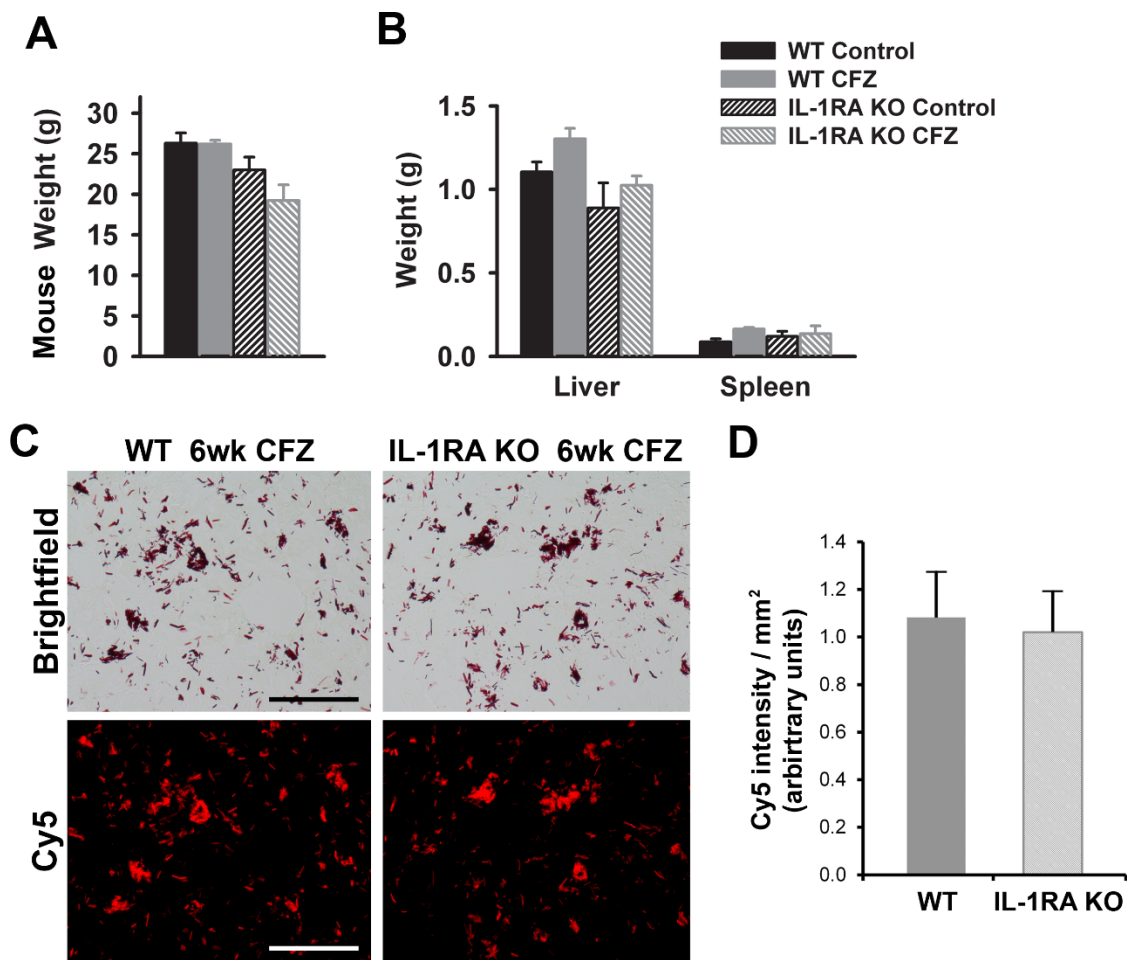 A
Mouse Weight (g)
30
25
20
15
10
5
0
B
WT Control
WT CFZ
IL-1RA KO Control
IL-1RA KO CFZ
Weight (g)
1.5
1.0
0.5
0.0
Liver
Spleen
C
WT 6wk CFZ
IL-1RA KO 6wk CFZ
Brightfield
Cy5
D
Cy5 intensity / mm²
(arbirtrary units)
1.4
1.2
1.0
0.8
0.6
0.4
0.2
0.0
WT
IL-1RA KO